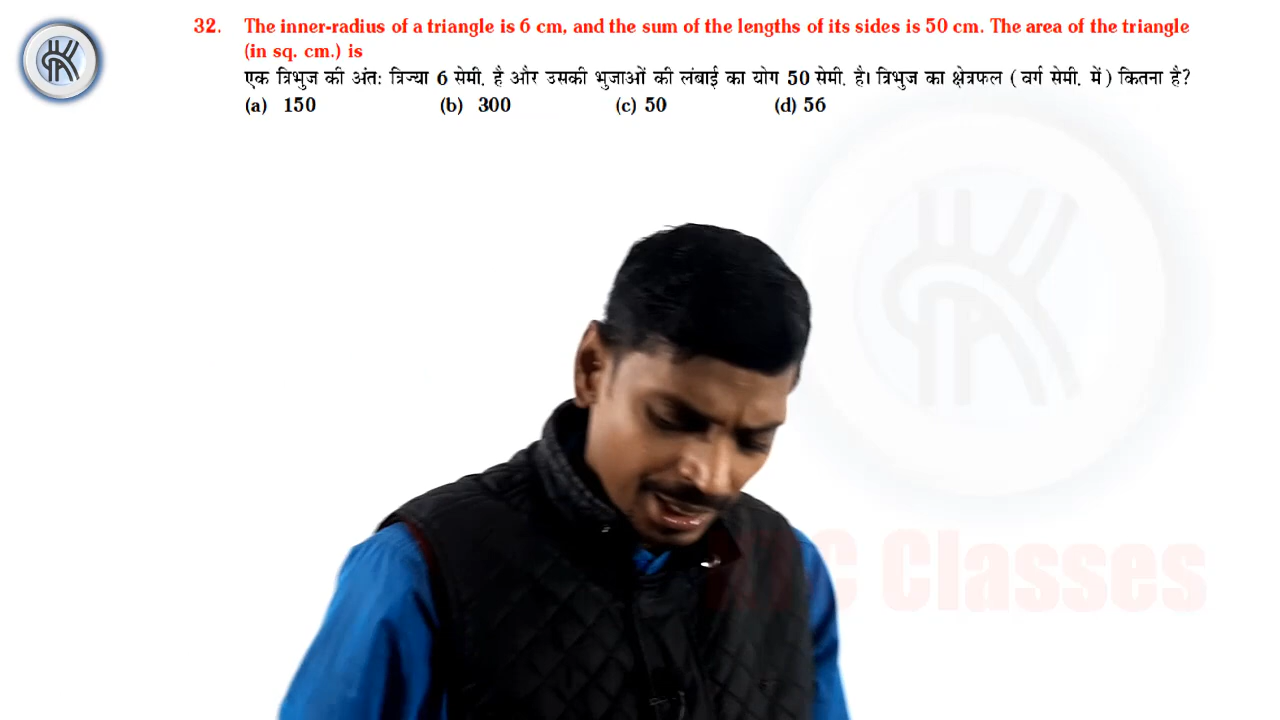 32. The inner-radius of a triangle is 6 cm, and the sum of the lengths of its sides is 50 cm. The area of the triangle
(in sq. cm.) is
एक त्रिभुज की अंतः त्रिज्या 6 सेमी. है और उसकी भुजाओं की लंबाई का योग 50 सेमी. है। त्रिभुज का क्षेत्रफल ( वर्ग सेमी. में ) कितना है?
(a) 150 (b) 300 (c) 50 (d) 56
Classes